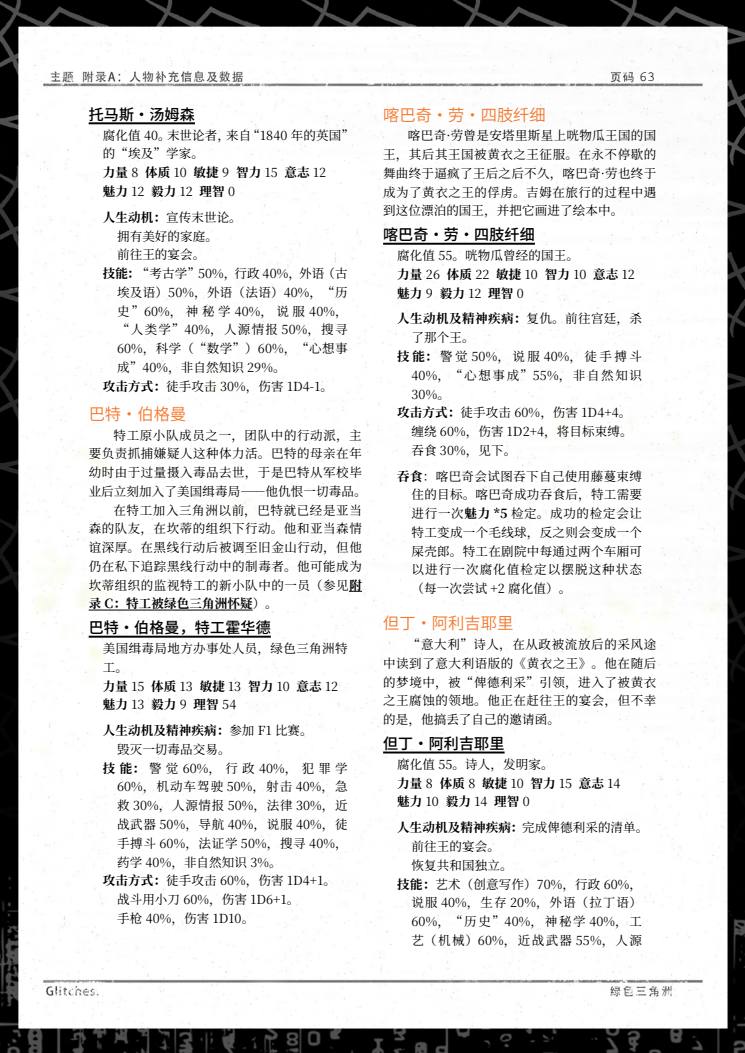 主题 附录A：人物补充信息及数据
页码 63
托马斯・汤姆森
腐化值 40。末世论者，来自“1840 年的英国”
的“埃及”学家。
力量 8 体质 10 敏捷 9 智力 15 意志 12
魅力 12 毅力 12 理智 0
人生动机：宣传末世论。
拥有美好的家庭。
前往王的宴会。
技能：“考古学”50%，行政 40%，外语（古
埃及语）50%，外语（法语）40%，“历
史”60%，神秘学 40%，说服 40%，
“人类学”40%，人源情报 50%，搜寻
60%，科学（“数学”）60%，“心想事
成”40%，非自然知识 29%。
攻击方式：徒手攻击 30%，伤害 1D4-1。
巴特・伯格曼
特工原小队成员之一，团队中的行动派，主
要负责抓捕嫌疑人这种体力活。巴特的母亲在年
幼时由于过量摄入毒品去世，于是巴特从军校毕
业后立刻加入了美国缉毒局——他仇恨一切毒品。
在特工加入三角洲以前，巴特就已经是亚当
森的队友，在坎蒂的组织下行动。他和亚当森情
谊深厚。在黑线行动后被调至旧金山行动，但他
仍在私下追踪黑线行动中的制毒者。他可能成为
坎蒂组织的监视特工的新小队中的一员（参见附
录 C：特工被绿色三角洲怀疑）。
巴特・伯格曼，特工霍华德
美国缉毒局地方办事处人员，绿色三角洲特
工。
力量 15 体质 13 敏捷 13 智力 10 意志 12
魅力 13 毅力 9 理智 54
人生动机及精神疾病：参加 F1 比赛。
毁灭一切毒品交易。
技能：警觉 60%，行政 40%，犯罪学
60%，机动车驾驶 50%，射击 40%，急
救 30%，人源情报 50%，法律 30%，近
战武器 50%，导航 40%，说服 40%，徒
手搏斗 60%，法证学 50%，搜寻 40%，
药学 40%，非自然知识 3%。
攻击方式：徒手攻击 60%，伤害 1D4+1。
战斗用小刀 60%，伤害 1D6+1。
手枪 40%，伤害 1D10。
喀巴奇・劳・四肢纤细
喀巴奇·劳曾是安塔里斯星上咣物瓜王国的国
王，其后其王国被黄衣之王征服。在永不停歇的
舞曲终于逼疯了王后之后不久，喀巴奇·劳也终于
成为了黄衣之王的俘虏。吉姆在旅行的过程中遇
到这位漂泊的国王，并把它画进了绘本中。
喀巴奇・劳・四肢纤细
腐化值 55。咣物瓜曾经的国王。
力量 26 体质 22 敏捷 10 智力 10 意志 12
魅力 9 毅力 12 理智 0
人生动机及精神疾病：复仇。前往宫廷，杀
了那个王。
技能：警觉 50%，说服 40%，徒手搏斗
40%，“心想事成”55%，非自然知识
30%。
攻击方式：徒手攻击 60%，伤害 1D4+4。
缠绕 60%，伤害 1D2+4，将目标束缚。
吞食 30%，见下。
吞食：喀巴奇会试图吞下自己使用藤蔓束缚
住的目标。喀巴奇成功吞食后，特工需要
进行一次魅力 *5 检定。成功的检定会让
特工变成一个毛线球，反之则会变成一个
屎壳郎。特工在剧院中每通过两个车厢可
以进行一次腐化值检定以摆脱这种状态
（每一次尝试 +2 腐化值）。
但丁・阿利吉耶里
“意大利”诗人，在从政被流放后的采风途
中读到了意大利语版的《黄衣之王》。他在随后
的梦境中，被“俾德利采”引领，进入了被黄衣
之王腐蚀的领地。他正在赶往王的宴会，但不幸
的是，他搞丢了自己的邀请函。
但丁・阿利吉耶里
腐化值 55。诗人，发明家。
力量 8 体质 8 敏捷 10 智力 15 意志 14
魅力 10 毅力 14 理智 0
人生动机及精神疾病：完成俾德利采的清单。
前往王的宴会。
恢复共和国独立。
技能：艺术（创意写作）70%，行政 60%，
说服 40%，生存 20%，外语（拉丁语）
60%，“历史”40%，神秘学 40%，工
艺（机械）60%，近战武器 55%，人源
Glitches.
绿色三角洲